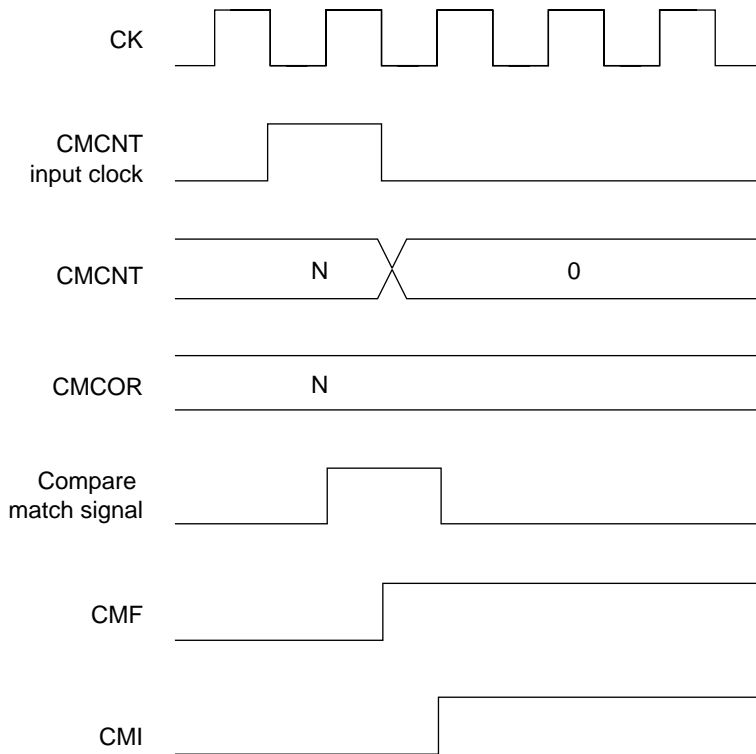 CK
CMCNT
input clock
CMCNT
N
0
CMCOR
N
Compare
match signal
CMF
CMI